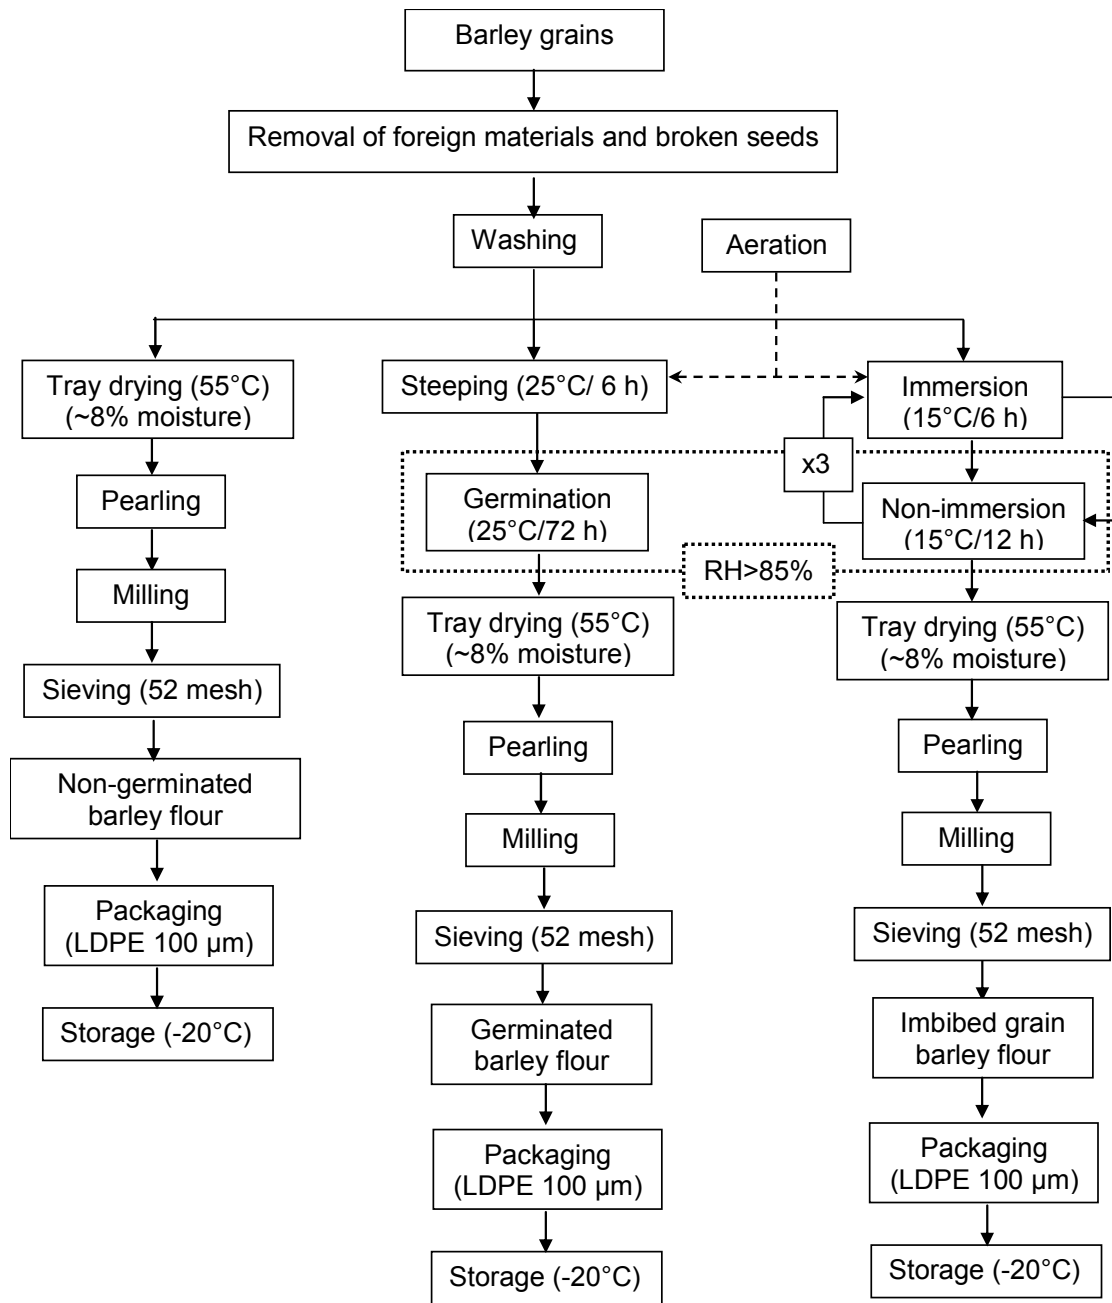 Barley grains
Removal of foreign materials and broken seeds
Washing
Aeration
Tray drying (55°C)
(~8% moisture)
Pearling
Milling
Sieving (52 mesh)
Non-germinated
barley flour
Packaging
(LDPE 100 µm)
Storage (-20°C)
Steeping (25°C/ 6 h)
Germination
(25°C/72 h)
RH>85%
Tray drying (55°C)
(~8% moisture)
Pearling
Milling
Sieving (52 mesh)
Germinated
barley flour
Packaging
(LDPE 100 µm)
Storage (-20°C)
Immersion
(15°C/6 h)
x3
Non-immersion
(15°C/12 h)
Tray drying (55°C)
(~8% moisture)
Pearling
Milling
Sieving (52 mesh)
Imbibed grain
barley flour
Packaging
(LDPE 100 µm)
Storage (-20°C)